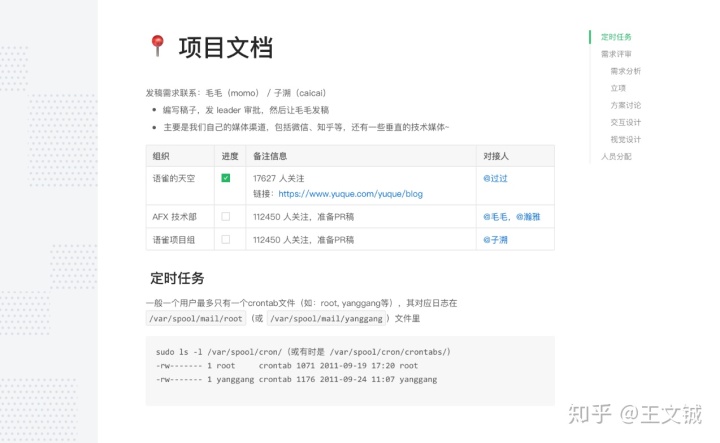 项目文档
发稿需求联系：毛毛（momo） / 子溯（caicai）
编写稿子，发 leader 审批，然后让毛毛发稿
主要是我们自己的媒体渠道，包括微信、知乎等，还有一些垂直的技术媒体~
组织 进度 备注信息 对接人
语雀的天空 17627 人关注 @过过
链接：https://www.yuque.com/yuque/blog
AFX 技术部 112450 人关注，准备PR稿 @毛毛，@瀚雅
语雀项目组 112450 人关注，准备PR稿 @子溯
定时任务
一般一个用户最多只有一个crontab文件（如：root, yanggang等），其对应日志在
/var/spool/mail/root （或 /var/spool/mail/yanggang ）文件里
sudo ls -l /var/spool/cron/（或有时是 /var/spool/cron/crontabs/）
-rw------- 1 root     crontab 1071 2011-09-19 17:20 root
-rw------- 1 yanggang crontab 1176 2011-09-24 11:07 yanggang
定时任务
需求评审
需求分析
立项
方案讨论
交互设计
视觉设计
人员分配
知乎 @王文铖